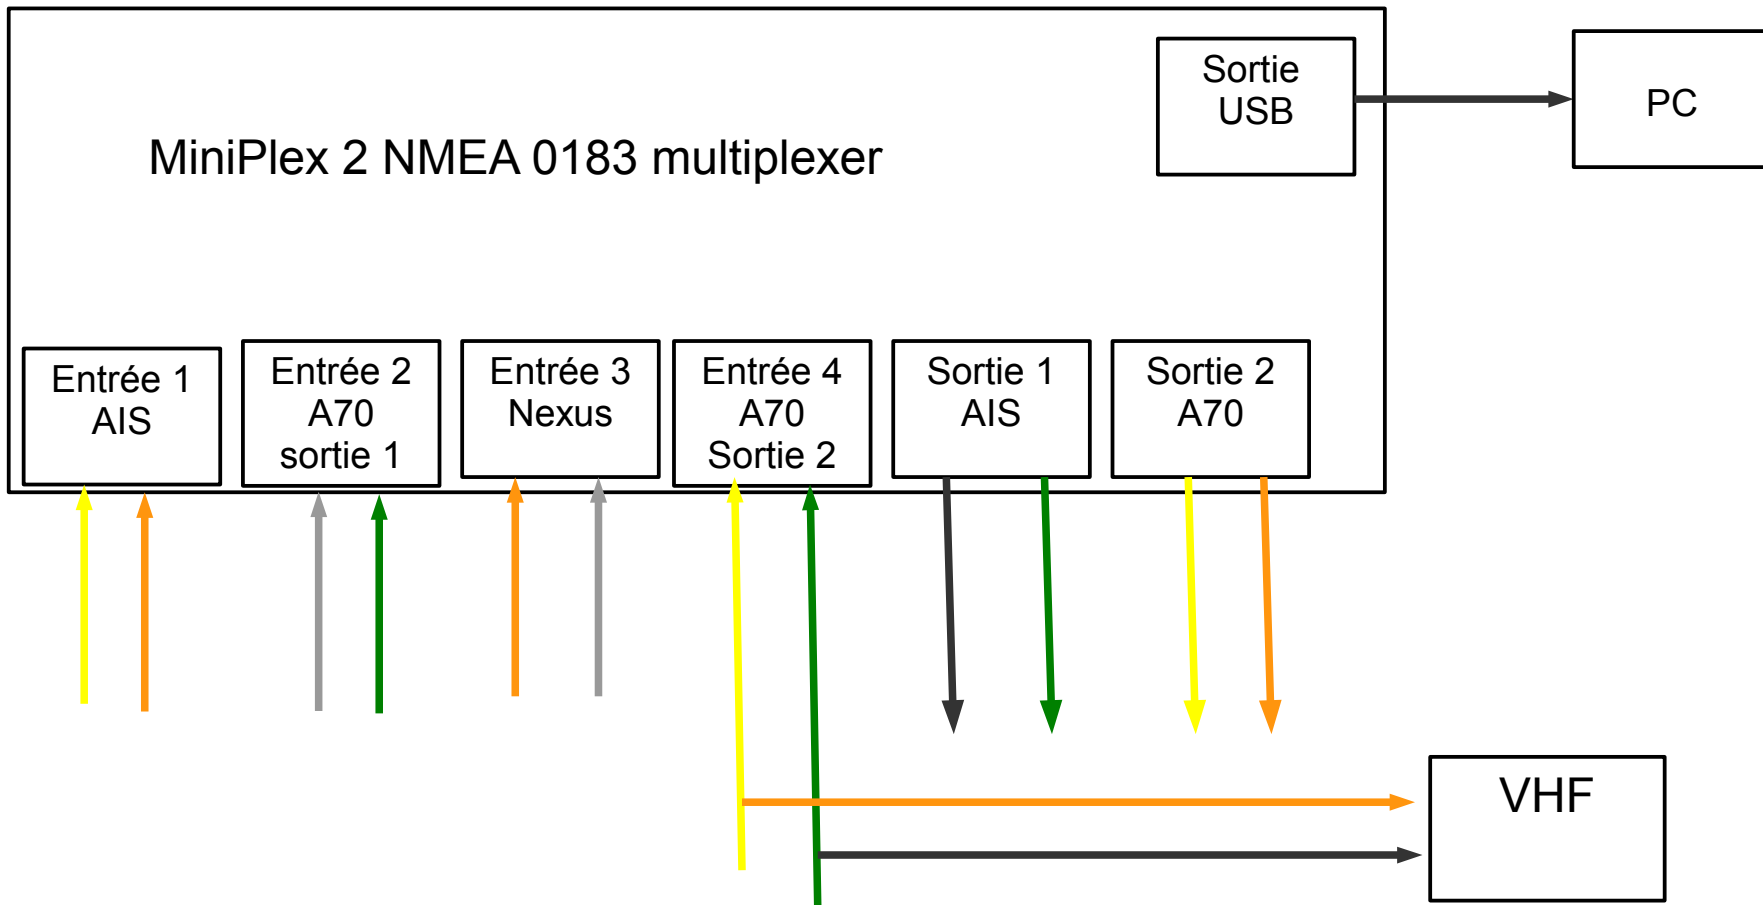 Sortie
USB
PC
MiniPlex 2 NMEA 0183 multiplexer
Entrée 1
AIS
Entrée 2
A70
sortie 1
Entrée 3
Nexus
Entrée 4
A70
Sortie 2
Sortie 1
AIS
Sortie 2
A70
VHF